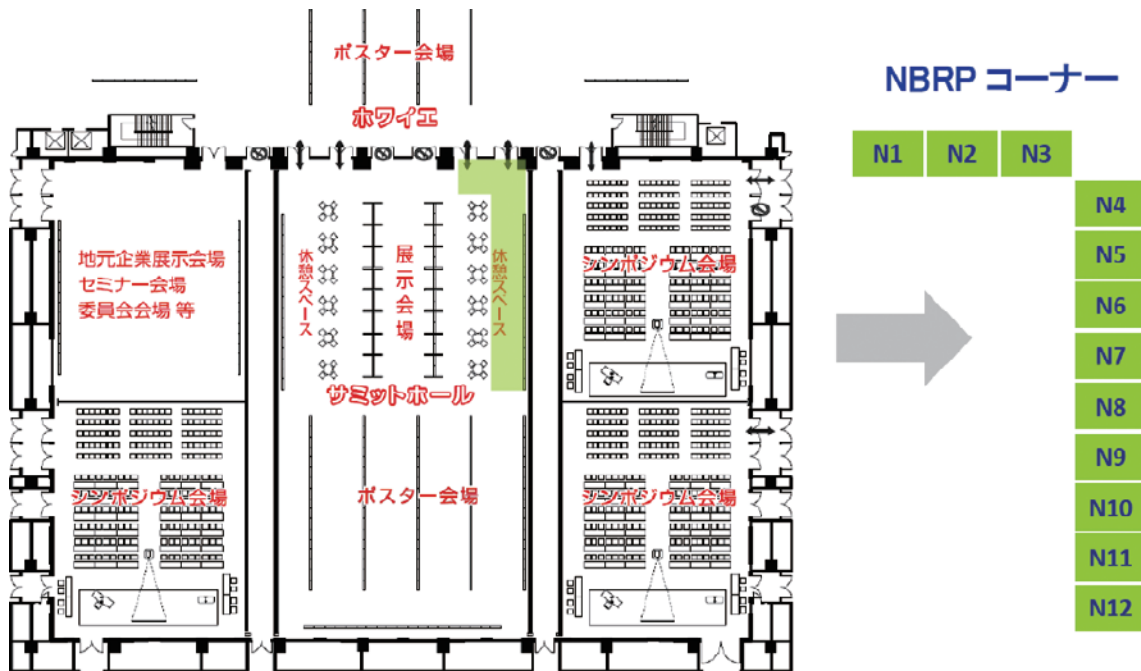 ポスター会場
ホワイエ
NBRP コーナー
N1
N2
N3
N4
N5
N6
N7
N8
N9
N10
N11
N12
地元企業展示会場
セミナー会場
委員会会場 等
休憩スペース
展示会場
休憩スペース
シンポジウム会場
サミットホール
シンポジウム会場
ポスター会場
シンポジウム会場